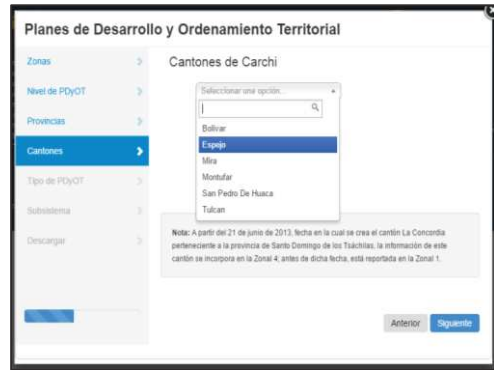 Planes de Desarrollo y Ordenamiento Territorial
Zonas
Nivel de PDyOT
Provincias
Cantones
Tipo de PDyOT
Subsistema
Descargar
Cantones de Carchi
Seleccionar una opción...
Bolivar
Espejo
Mira
Montufar
San Pedro De Huaca
Tulcan
Nota: A partir del 21 de junio de 2013, fecha en la cual se crea el cantón La Concordia
perteneciente a la provincia de Santo Domingo de los Tsáchilas, la información de este
cantón se incorpora en la Zonal 4; antes de dicha fecha, está reportada en la Zonal 1.
Anterior
Siguiente